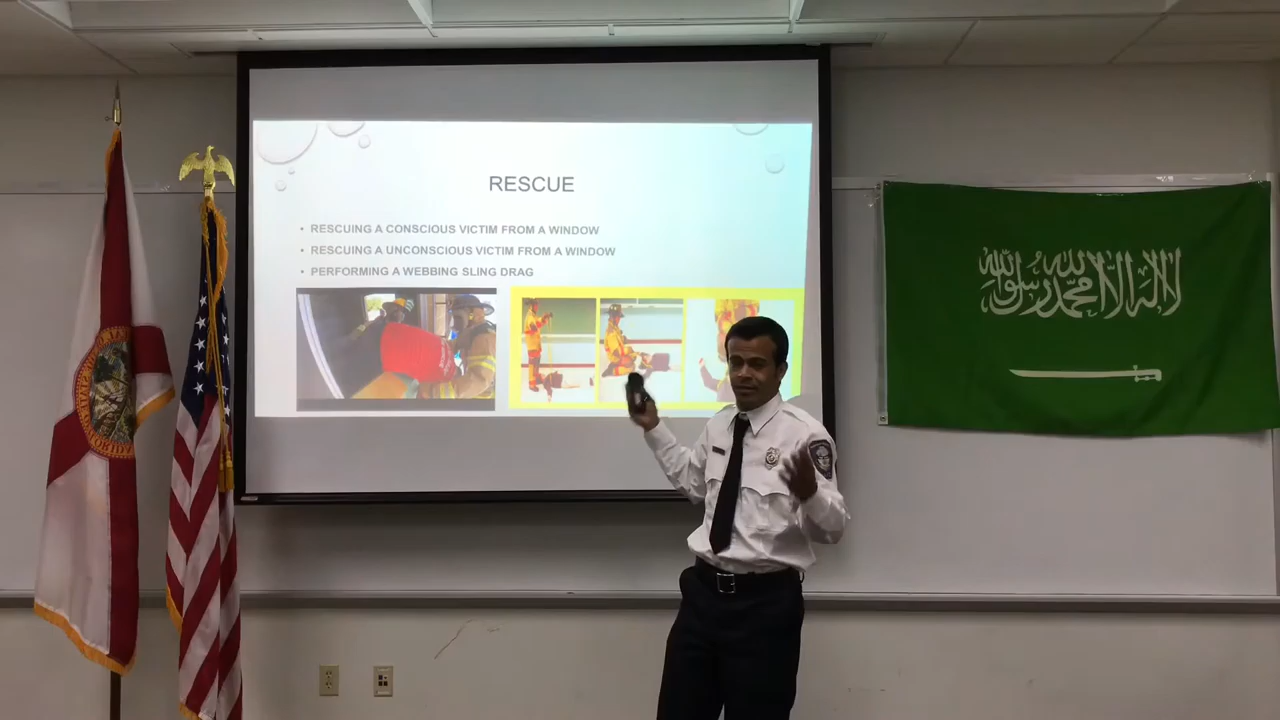 RESCUE
• RESCUING A CONSCIOUS VICTIM FROM A WINDOW
• RESCUING A UNCONSCIOUS VICTIM FROM A WINDOW
• PERFORMING A WEBBING SLING DRAG
لا إله إلا الله محمد رسول الله